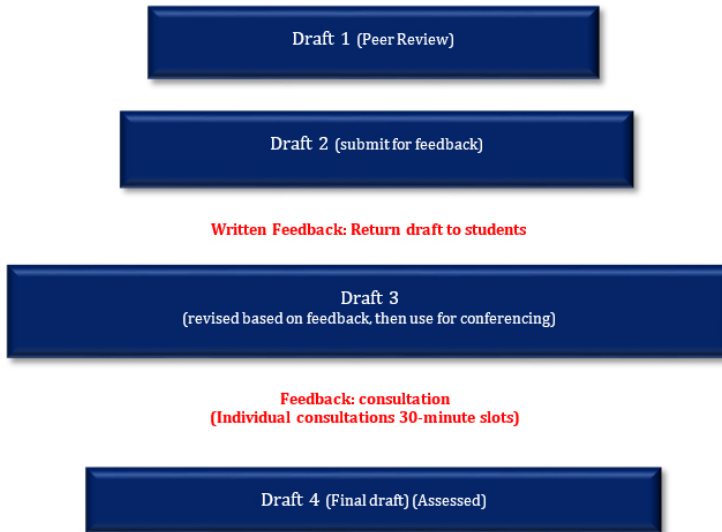 Draft 1 (Peer Review)
Draft 2 (submit for feedback)
Written Feedback: Return draft to students
Draft 3
(revised based on feedback, then use for conferencing)
Feedback: consultation
(Individual consultations 30-minute slots)
Draft 4 (Final draft) (Assessed)